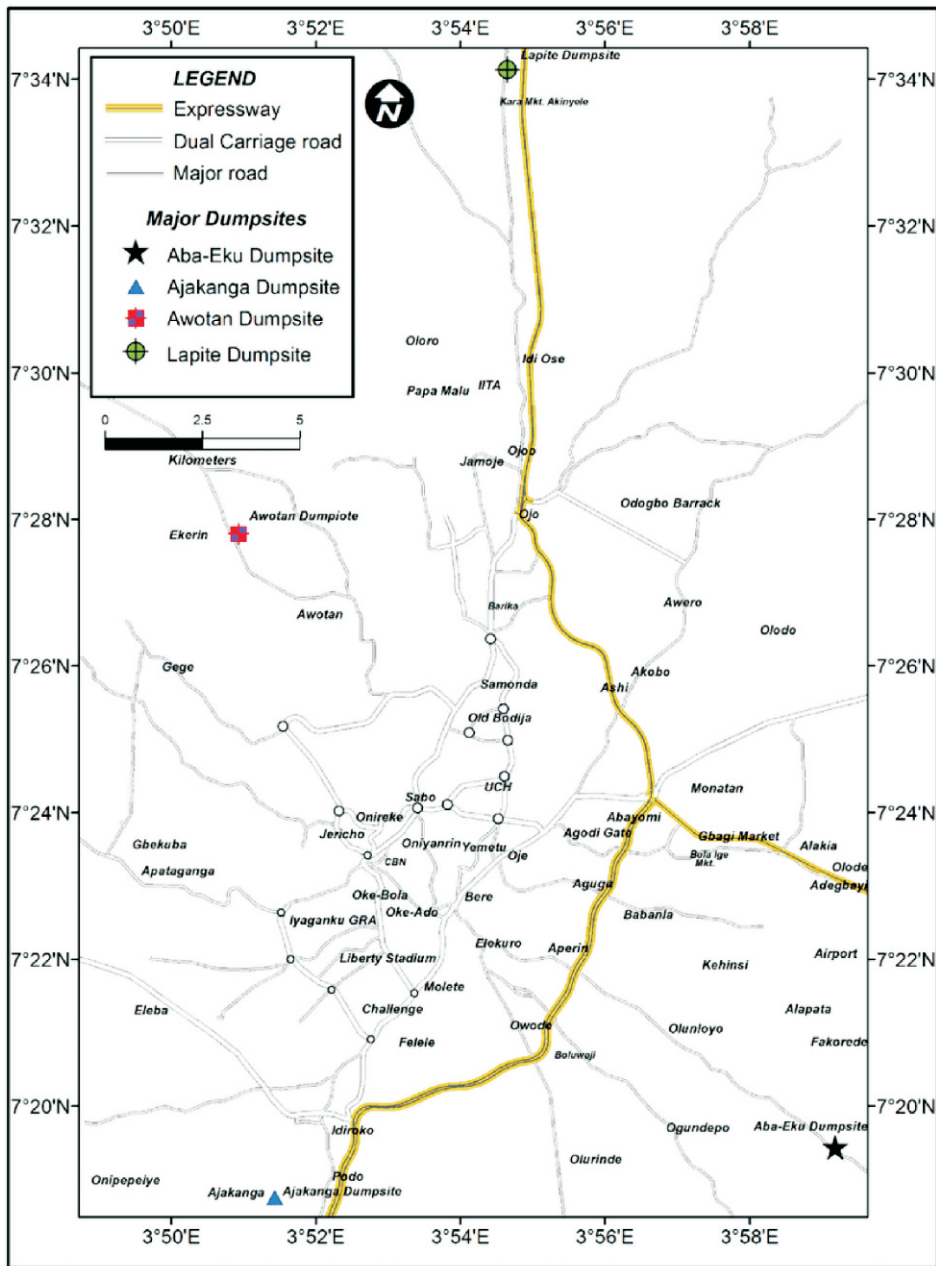 3°50'E 3°52'E 3°54'E 3°56'E 3°58'E
LEGEND
Expressway
Dual Carriage road
Major road
Major Dumpsites
Aba-Eku Dumpsite
Ajakanga Dumpsite
Awotan Dumpsite
Lapite Dumpsite
N
Lapite Dumpsite
7°34'N 7°34'N
Kara Mkt. Akinyele
7°32'N 7°32'N
Oloro
Idi Ose
7°30'N 7°30'N
Papa Malu IITA
0 2.5 5
Kilometers
Ojoo
Jamoje
Odogbo Barrack
Awotan Dumpiote
Ojo
7°28'N 7°28'N
Ekerin
Awero
Barika
Awotan
Olodo
7°26'N 7°26'N
Gege
Akobo
Samonda
Ashi
Old Bodija
UCH
Monatan
Sabo
7°24'N 7°24'N
Onireke
Abayomi
Jericho
Agodi Gate
Gbagi Market
Gbekuba
Oniyanrin
Yemetu
Oje
Alakia
Bola Ige
Mkt.
CBN
Apataganga
Olode
Aguga
Adegbayi
Oke-Bola
Bere
Oke-Ado
Babanla
Iyaganku GRA
Elekuro
Aperin
Airport
7°22'N 7°22'N
Liberty Stadium
Kehinsi
Molete
Eleba
Challenge
Alapata
Owode
Olunloyo
Felele
Fakorede
Boluwaji
7°20'N 7°20'N
Idiroko
Ogundepo
Aba-Eku Dumpsite
Olurinde
Onipepeiye
Podo
Ajakanga
Ajakanga Dumpsite
3°50'E 3°52'E 3°54'E 3°56'E 3°58'E